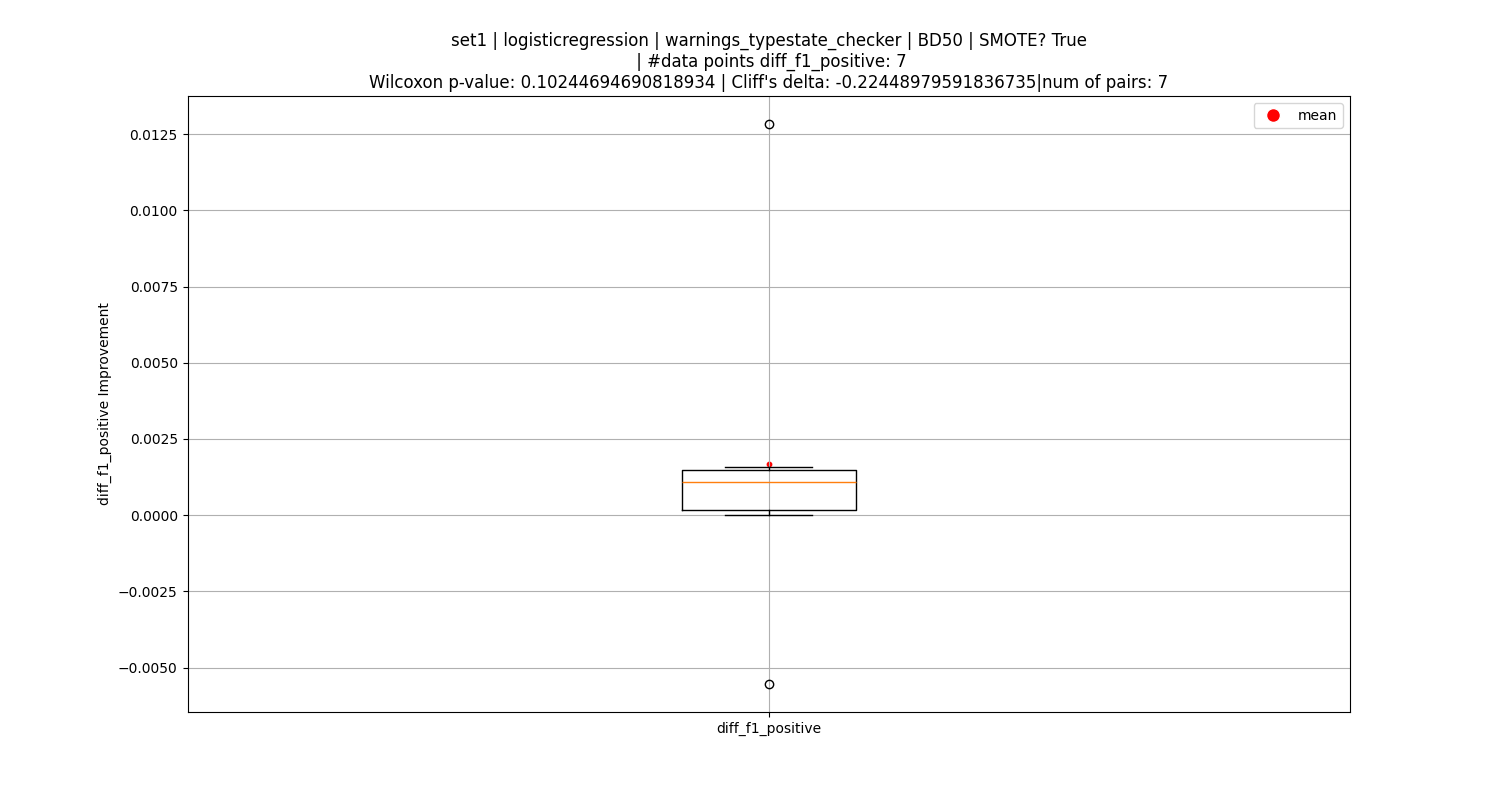 set1 | logisticregression | warnings_typestate_checker | BD50 | SMOTE? True
| #data points diff_f1_positive: 7
Wilcoxon p-value: 0.10244694690818934 | Cliff's delta: -0.22448979591836735|num of pairs: 7
mean
0.0125
0.0100
0.0075
0.0050
0.0025
0.0000
−0.0025
−0.0050
diff_f1_positive Improvement
diff_f1_positive